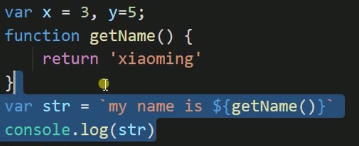 var x = 3, y=5;
function getName() {
    return 'xiaoming'
}
var str = `my name is ${getName()}`
console.log(str)